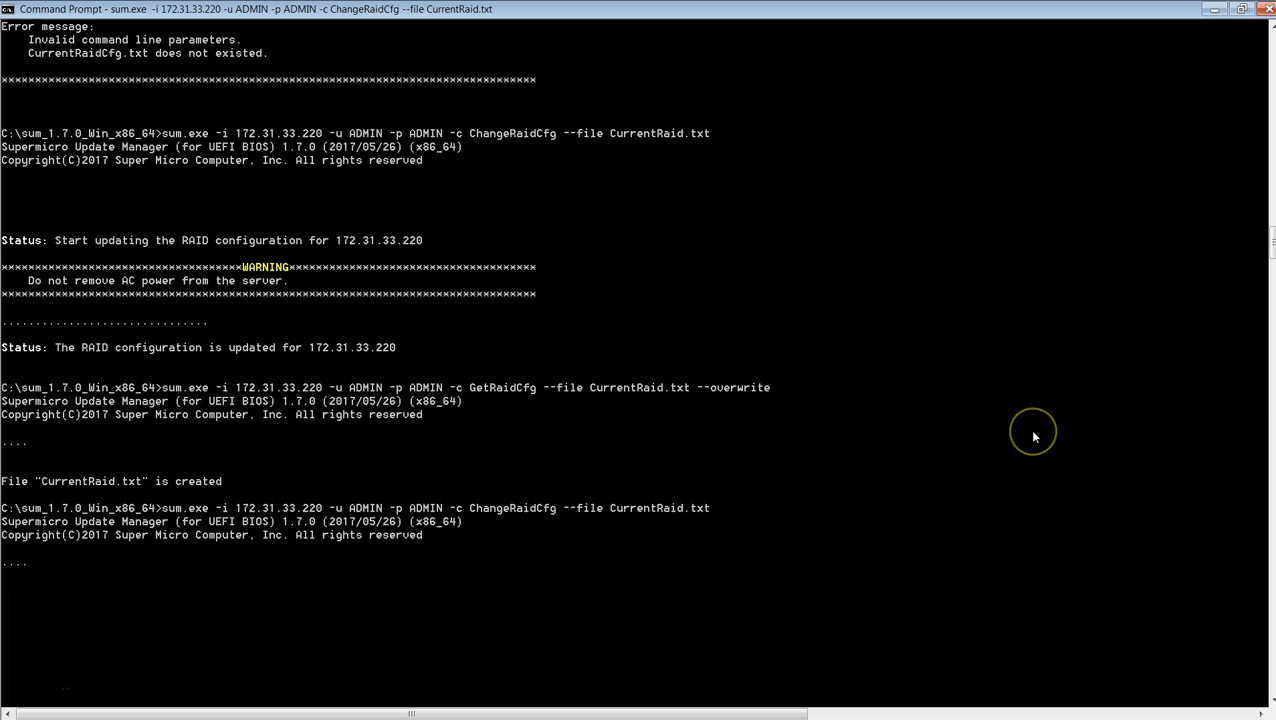 Command Prompt - sum.exe -i 172.31.33.220 -u ADMIN -p ADMIN -c ChangeRaidCfg --file CurrentRaid.txt
Error message:
Invalid command line parameters.
CurrentRaidCfg.txt does not existed.
********************************************************************************
C:\sum_1.7.0_Win_x86_64>sum.exe -i 172.31.33.220 -u ADMIN -p ADMIN -c ChangeRaidCfg --file CurrentRaid.txt
Supermicro Update Manager (for UEFI BIOS) 1.7.0 (2017/05/26) (x86_64)
Copyright(C)2017 Super Micro Computer, Inc. All rights reserved
Status: Start updating the RAID configuration for 172.31.33.220
************************************WARNING*************************************
Do not remove AC power from the server.
********************************************************************************
...............................
Status: The RAID configuration is updated for 172.31.33.220
C:\sum_1.7.0_Win_x86_64>sum.exe -i 172.31.33.220 -u ADMIN -p ADMIN -c GetRaidCfg --file CurrentRaid.txt --overwrite
Supermicro Update Manager (for UEFI BIOS) 1.7.0 (2017/05/26) (x86_64)
Copyright(C)2017 Super Micro Computer, Inc. All rights reserved
....
File "CurrentRaid.txt" is created
C:\sum_1.7.0_Win_x86_64>sum.exe -i 172.31.33.220 -u ADMIN -p ADMIN -c ChangeRaidCfg --file CurrentRaid.txt
Supermicro Update Manager (for UEFI BIOS) 1.7.0 (2017/05/26) (x86_64)
Copyright(C)2017 Super Micro Computer, Inc. All rights reserved
....